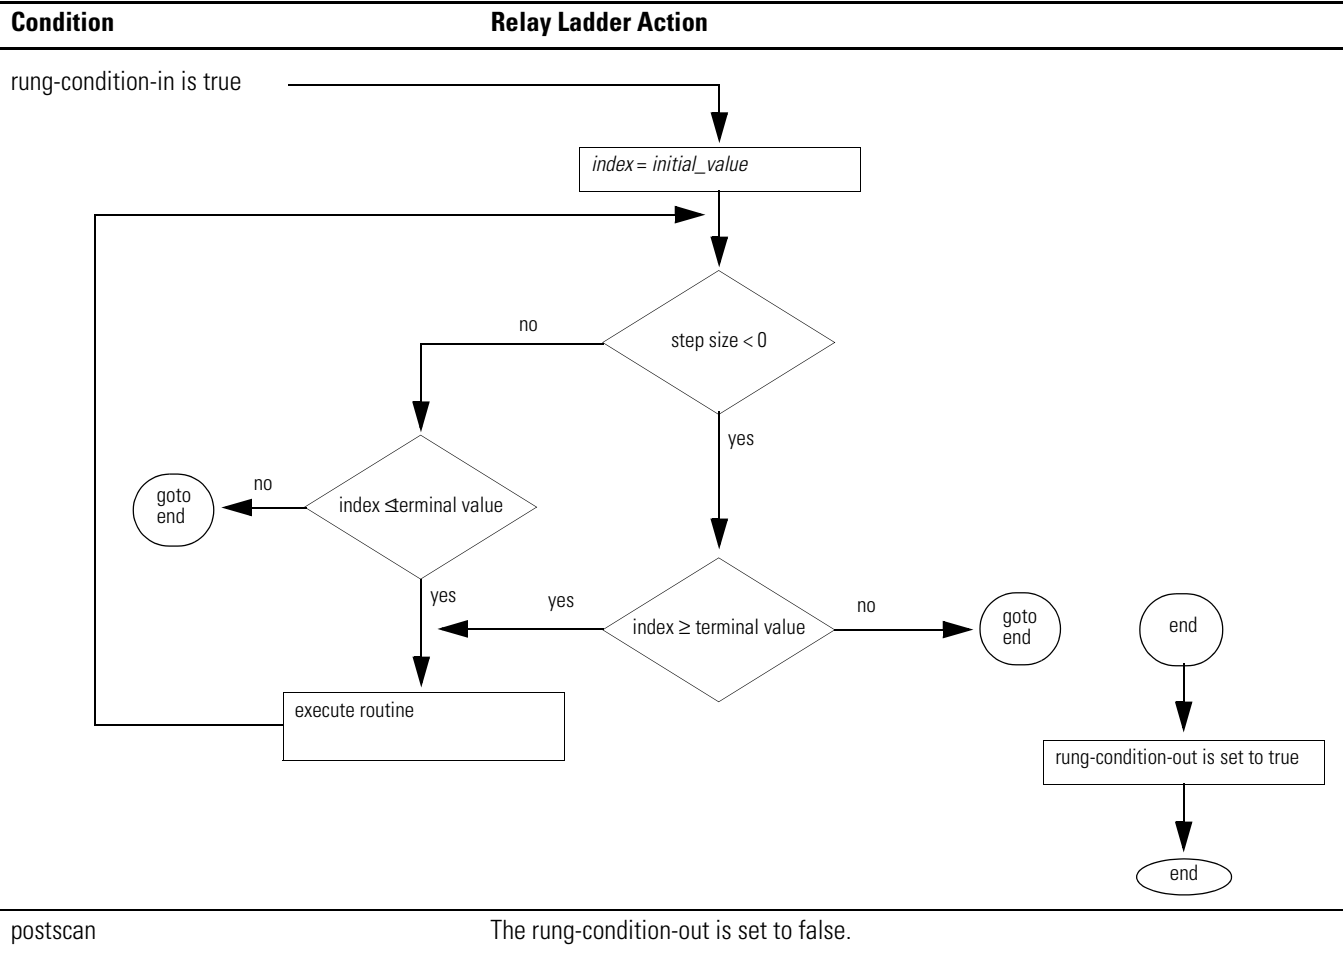 Condition Relay Ladder Action
rung-condition-in is true
index = initial_value
no
step size < 0
yes
no
goto
end
index ≤terminal value
yes
yes
index ≥ terminal value
no
goto
end
end
execute routine
rung-condition-out is set to true
end
postscan The rung-condition-out is set to false.